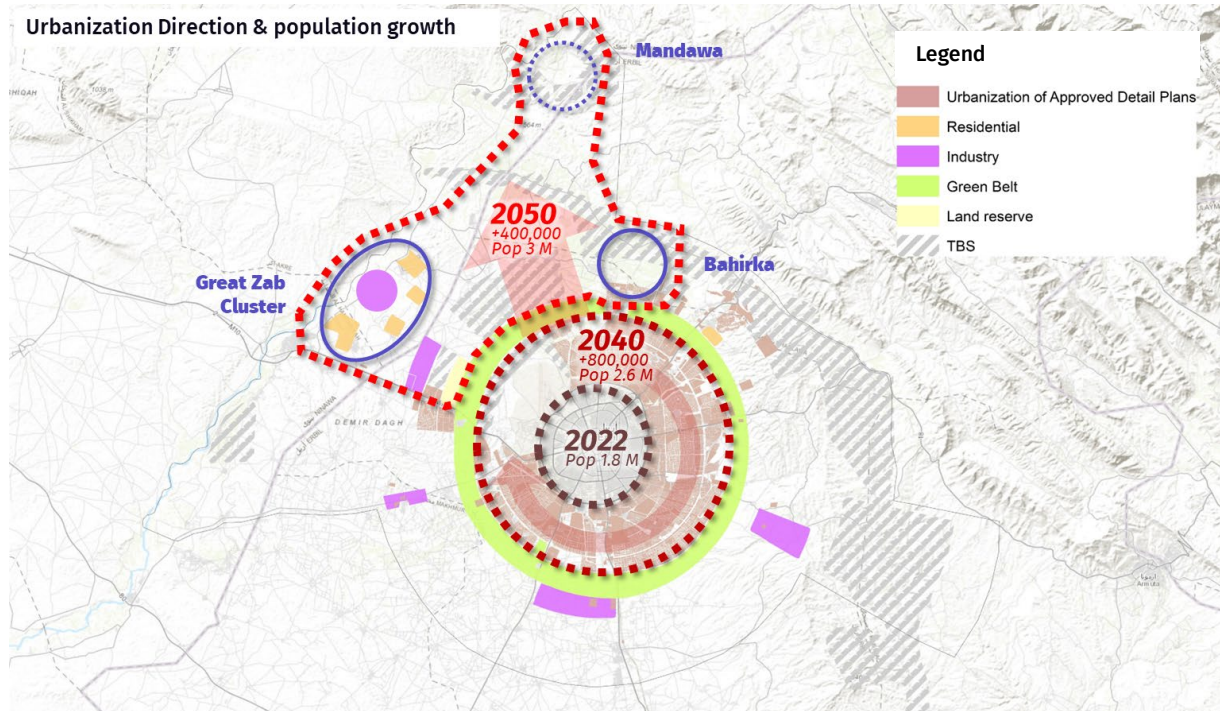 Urbanization Direction & population growth
Mandawa
Legend
Urbanization of Approved Detail Plans
Residential
Industry
Green Belt
Land reserve
TBS
2050
+400,000
Pop 3 M
Bahirka
Great Zab
Cluster
2040
+800,000
Pop 2.6 M
2022
Pop 1.8 M
DEMIR DAGH
ERBIL